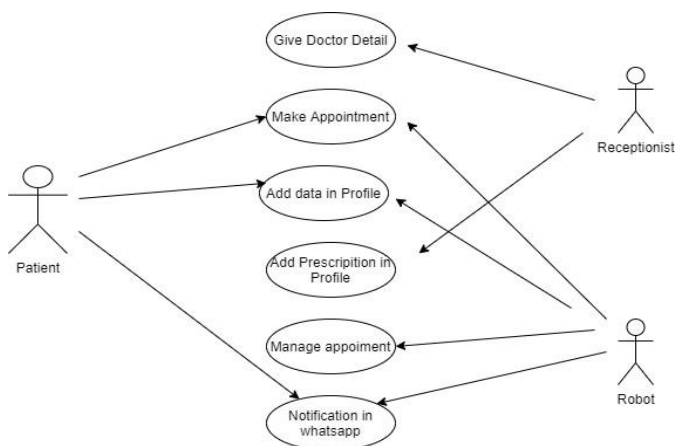 Give Doctor Detail
Make Appointment
Receptionist
Add data in Profile
Patient
Add Prescripition in
Profile
Manage appoiment
Robot
Notification in
whatsapp